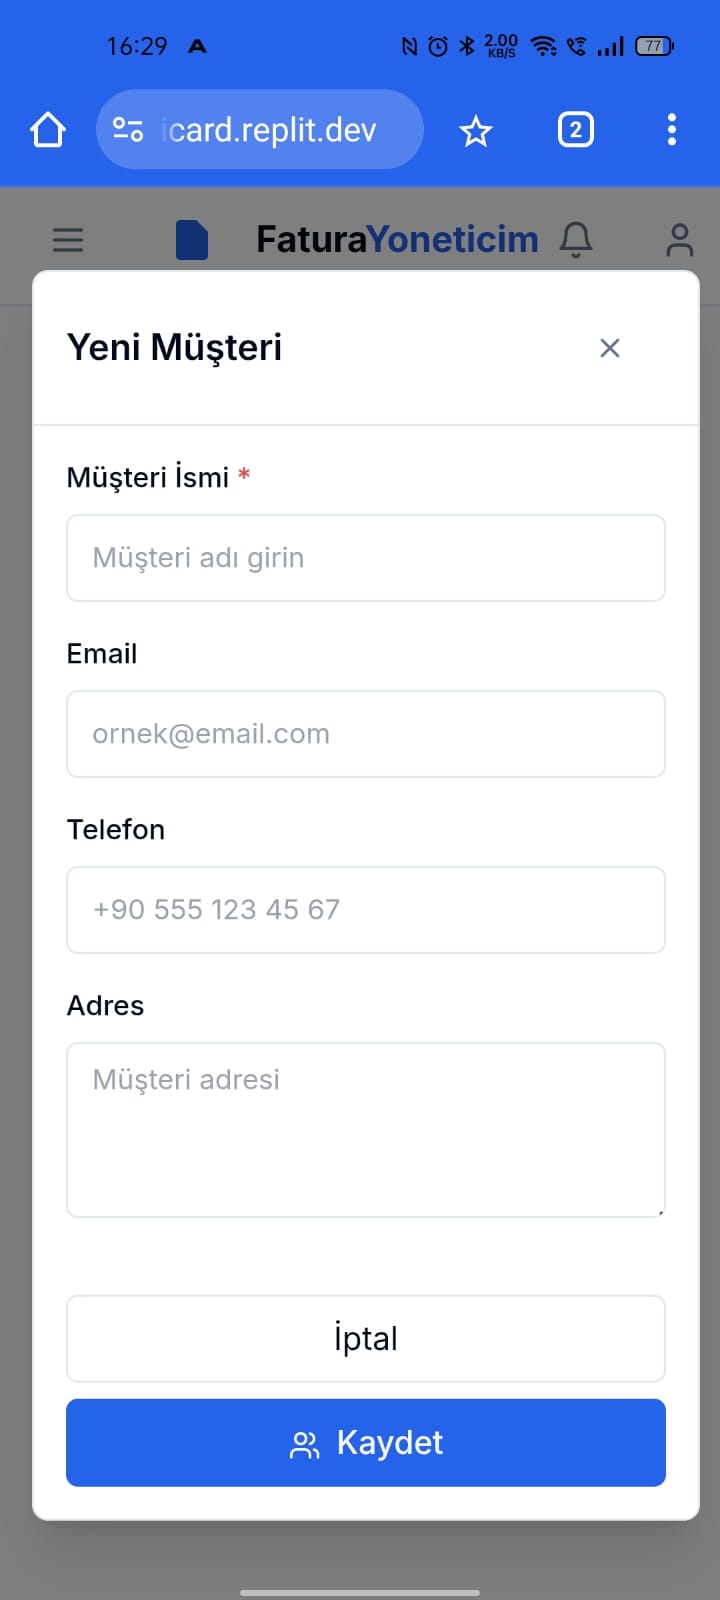 16:29 A 2.00 KB/S 77
icard.replit.dev 2
FaturaYoneticim
Yeni Müşteri
Müşteri İsmi *
Müşteri adı girin
Email
ornek@email.com
Telefon
+90 555 123 45 67
Adres
Müşteri adresi
İptal
Kaydet